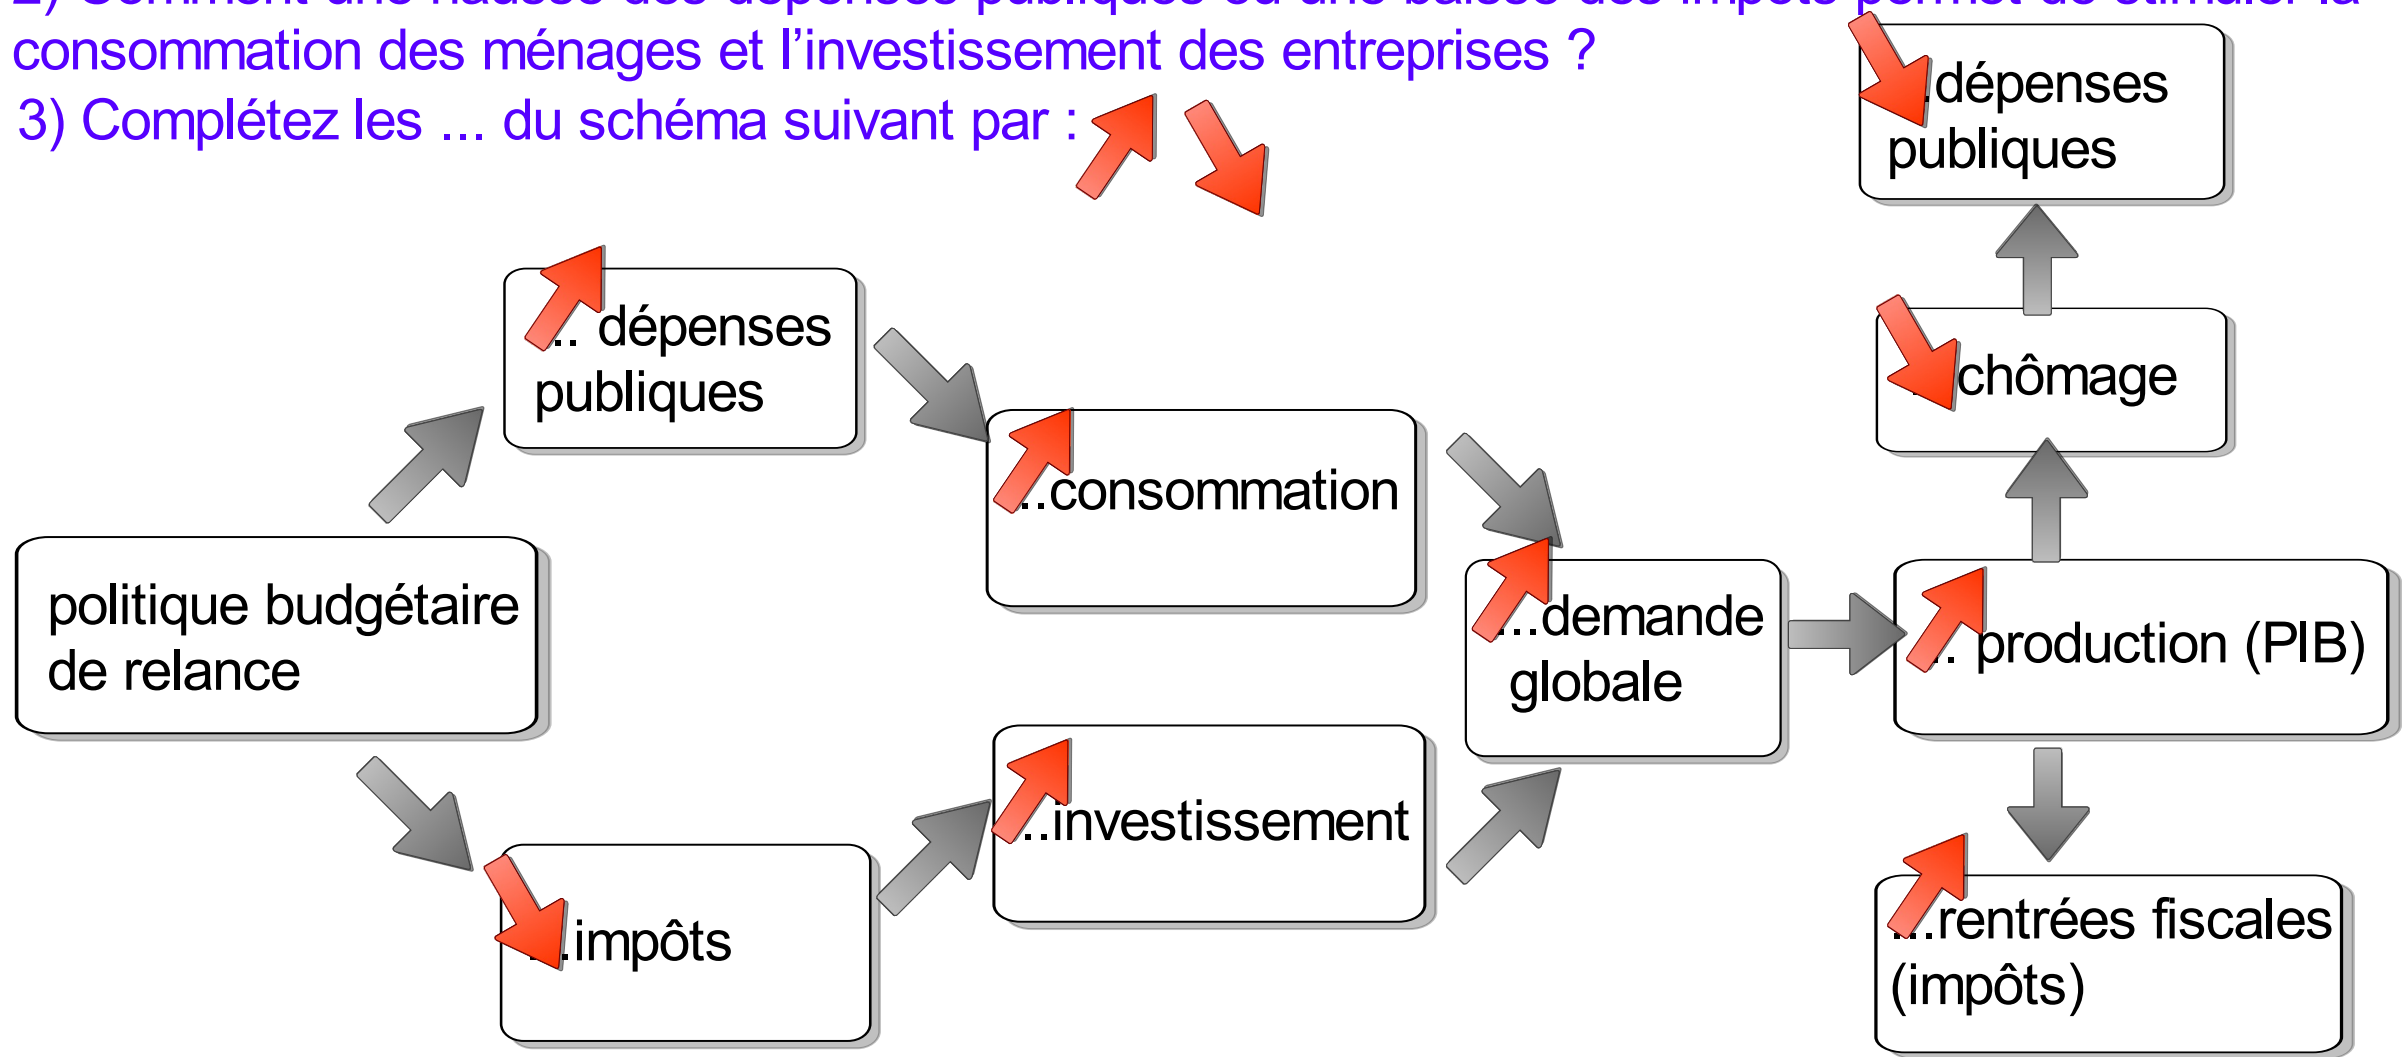 consommation des ménages et l'investissement des entreprises ?
3) Complétez les ... du schéma suivant par :
..dépenses
publiques
chômage
... dépenses
publiques
...consommation
politique budgétaire
de relance
...demande
globale
... production (PIB)
...investissement
...impôts
...rentrées fiscales
(impôts)